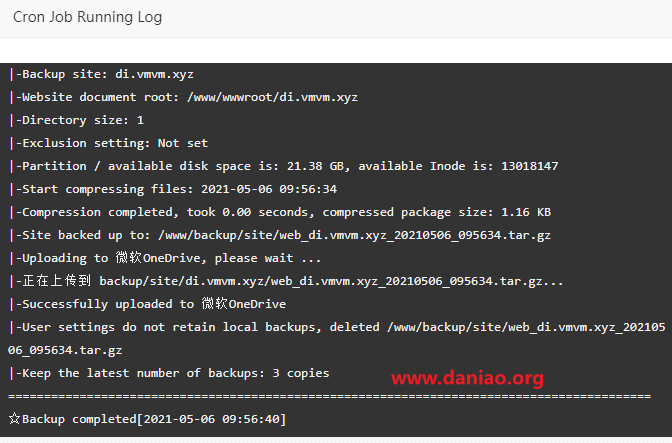 Cron Job Running Log
|-Backup site: di.vmvm.xyz
|-Website document root: /www/wwwroot/di.vmvm.xyz
|-Directory size: 1
|-Exclusion setting: Not set
|-Partition / available disk space is: 21.38 GB, available Inode is: 13018147
|-Start compressing files: 2021-05-06 09:56:34
|-Compression completed, took 0.00 seconds, compressed package size: 1.16 KB
|-Site backed up to: /www/backup/site/web_di.vmvm.xyz_20210506_095634.tar.gz
|-Uploading to 微软OneDrive, please wait ...
|-正在上传到 backup/site/di.vmvm.xyz/web_di.vmvm.xyz_20210506_095634.tar.gz...
|-Successfully uploaded to 微软OneDrive
|-User settings do not retain local backups, deleted /www/backup/site/web_di.vmvm.xyz_202105
06_095634.tar.gz
|-Keep the latest number of backups: 3 copies
www.daniao.org
==========================================================================================
☆Backup completed[2021-05-06 09:56:40]